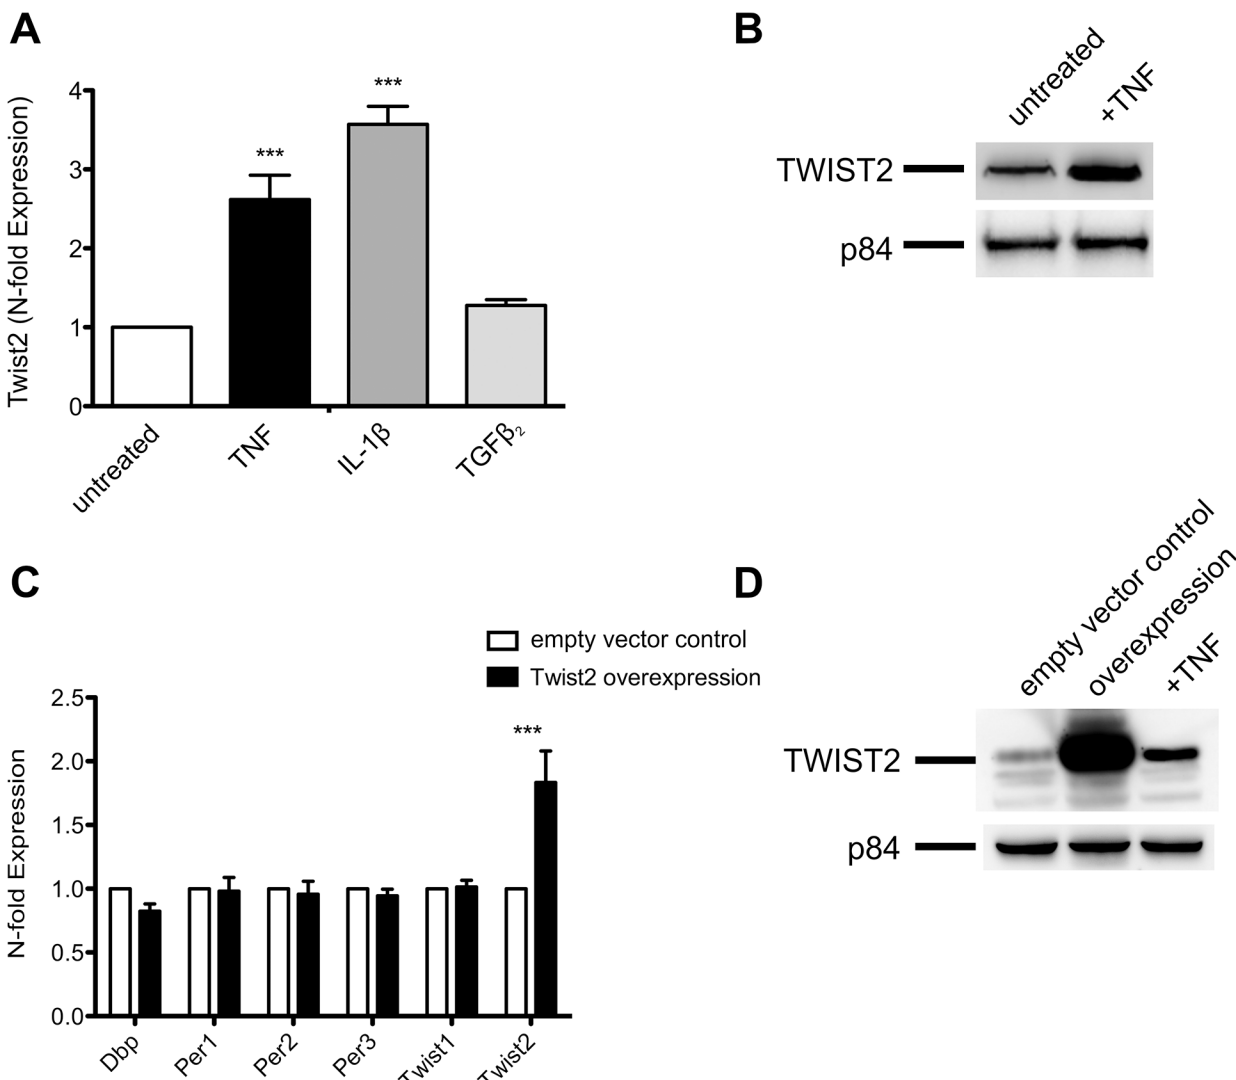 A
Twist2 (N-fold Expression)
4
3
2
1
0
***
***
untreated
TNF
IL-1β
TGFβ₂
B
untreated
+TNF
TWIST2
p84
C
empty vector control
Twist2 overexpression
N-fold Expression
2.5
2.0
1.5
1.0
0.5
0.0
***
Dbp
Per1
Per2
Per3
Twist1
Twist2
D
empty vector control
overexpression
+TNF
TWIST2
p84